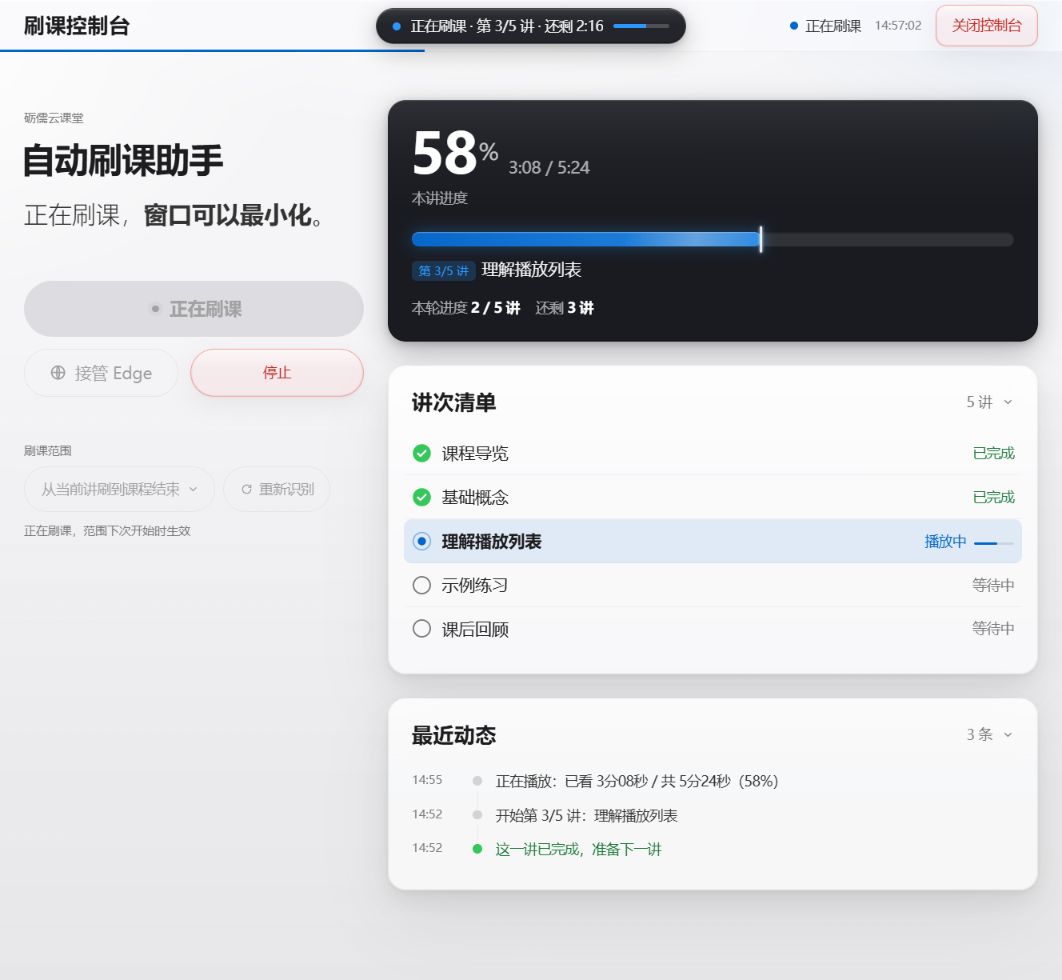 刷课控制台
正在刷课 · 第 3/5 讲 · 还剩 2:16
正在刷课 14:57:02 关闭控制台
砺儒云课堂
自动刷课助手
正在刷课，窗口可以最小化。
正在刷课
接管 Edge 停止
刷课范围
从当前讲刷到课程结束 重新识别
正在刷课，范围下次开始时生效
58% 3:08 / 5:24
本讲进度
第 3/5 讲 理解播放列表
本轮进度 2 / 5 讲 还剩 3 讲
讲次清单 5 讲
课程导览 已完成
基础概念 已完成
理解播放列表 播放中
示例练习 等待中
课后回顾 等待中
最近动态 3 条
14:55 正在播放：已看 3分08秒 / 共 5分24秒（58%）
14:52 开始第 3/5 讲：理解播放列表
14:52 这一讲已完成，准备下一讲